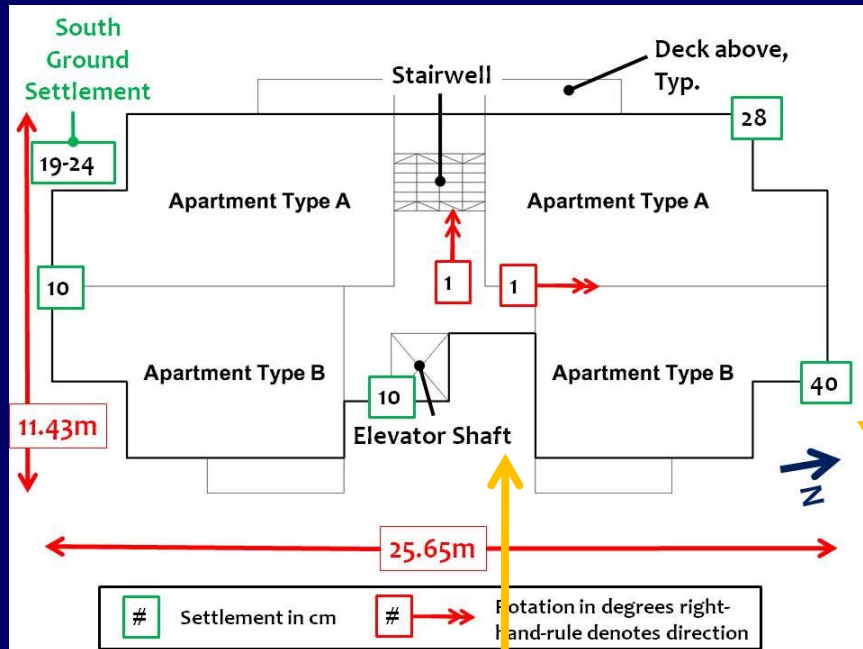 South
Ground
Settlement
Stairwell
Deck above,
Typ.
28
19-24
Apartment Type A
Apartment Type A
10
1
1
Apartment Type B
Apartment Type B
10
40
11.43m
Elevator Shaft
N
25.65m
# Settlement in cm
# Rotation in degrees right-
hand-rule denotes direction